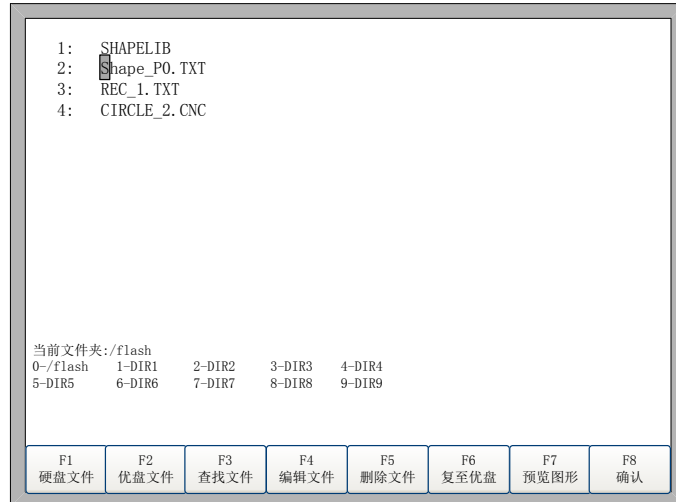 1: SHAPELIB
2: Shape_P0.TXT
3: REC_1.TXT
4: CIRCLE_2.CNC
当前文件夹:/flash
0-/flash 1-DIR1 2-DIR2 3-DIR3 4-DIR4
5-DIR5 6-DIR6 7-DIR7 8-DIR8 9-DIR9
F1 F2 F3 F4 F5 F6 F7 F8
硬盘文件 优盘文件 查找文件 编辑文件 删除文件 复至优盘 预览图形 确认